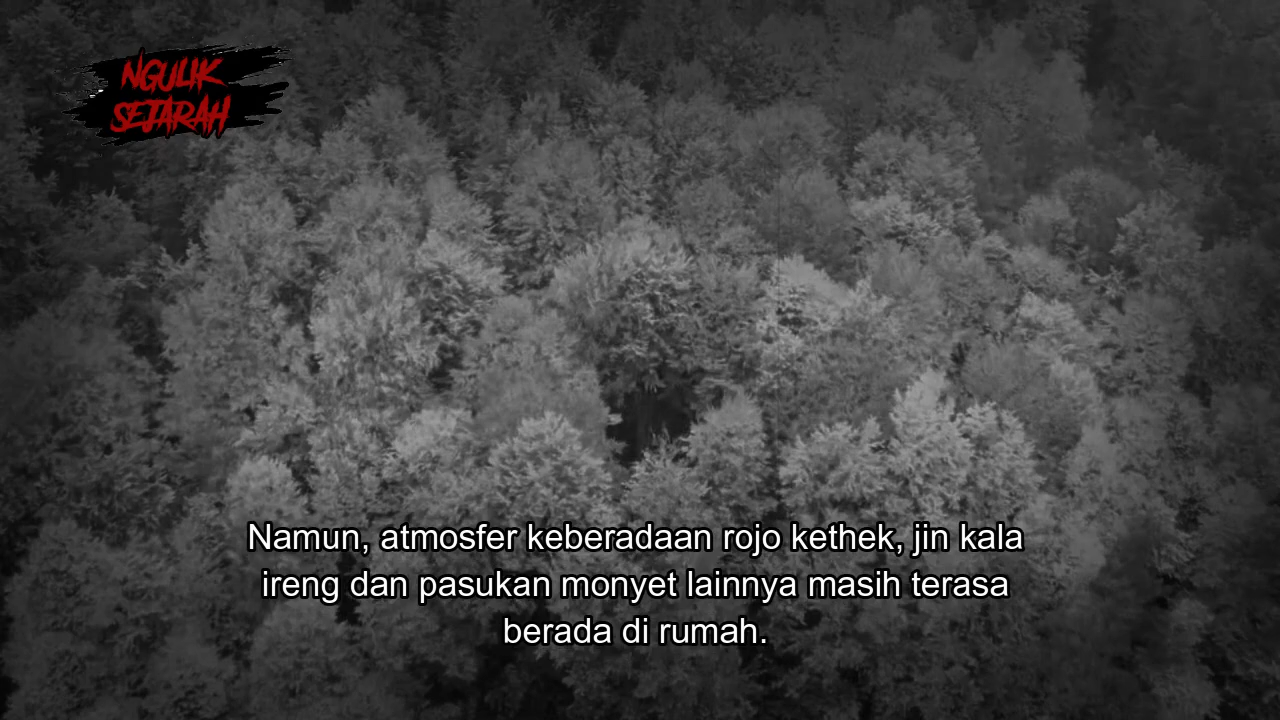 NGULIK
SEJARAH
Namun, atmosfer keberadaan rojo kethek, jin kala
ireng dan pasukan monyet lainnya masih terasa
berada di rumah.